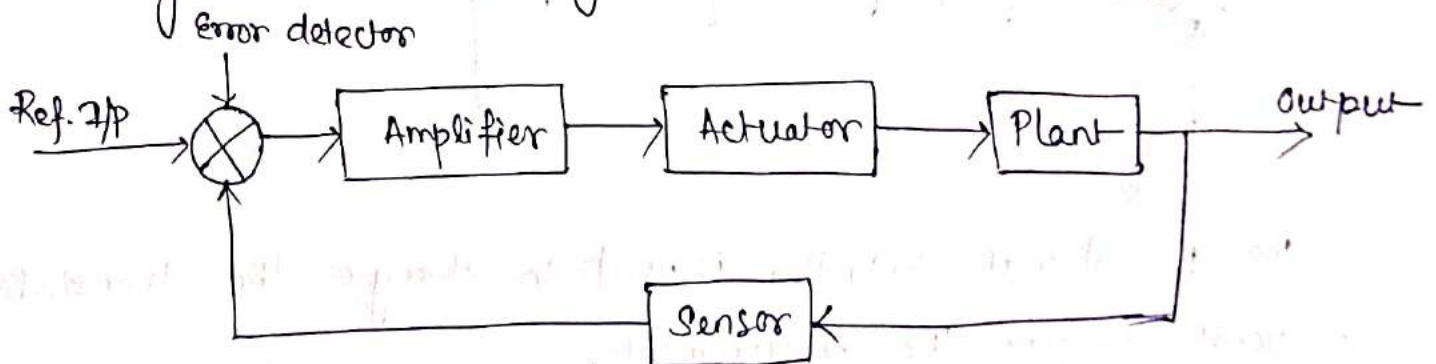 Error detector
Ref. I/P
Amplifier
Actuator
Plant
Output
Sensor